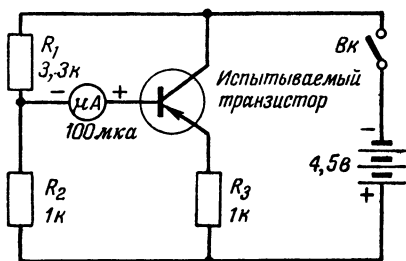 R1
3,3к
− μA +
100мка
Испытываемый
транзистор
Вк
−
4,5в
+
R2
1к
R3
1к